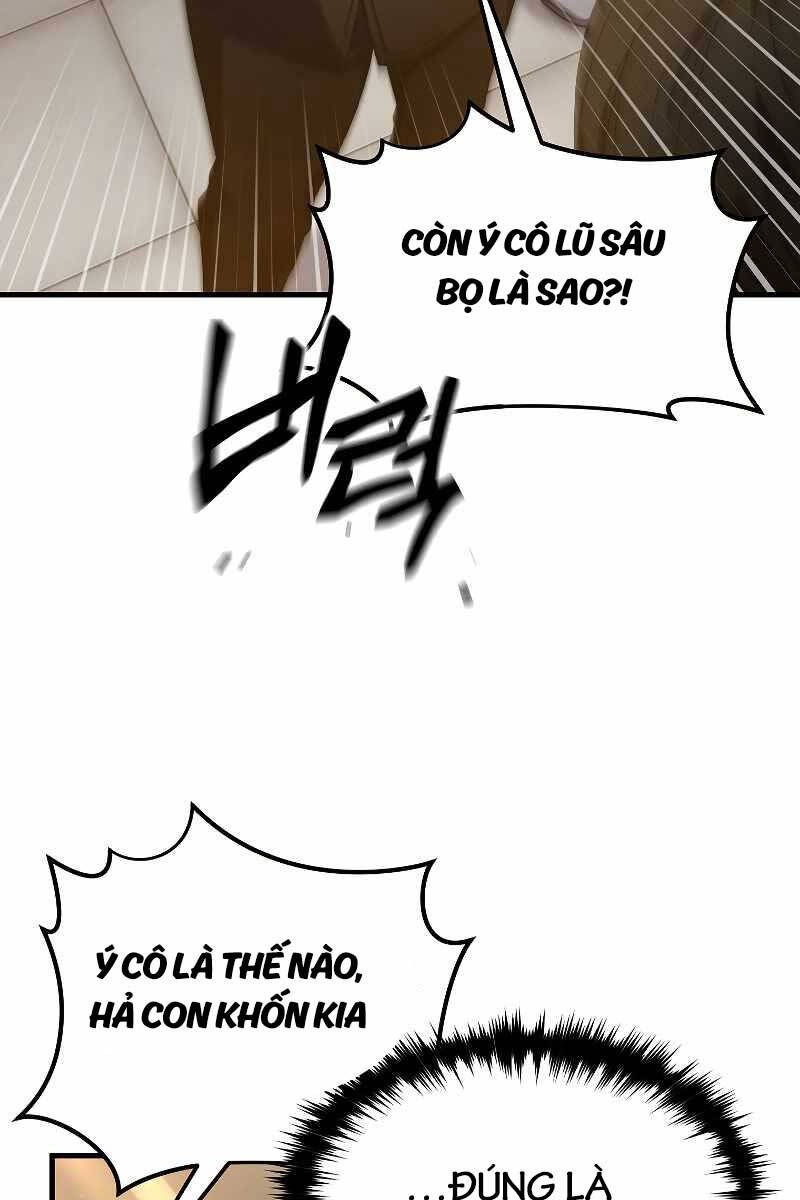 CÒN Ý CÔ LŨ SÂU
BỌ LÀ SAO?!
버럭
Ý CÔ LÀ THẾ NÀO,
HẢ CON KHỐN KIA
...ĐÚNG LÀ